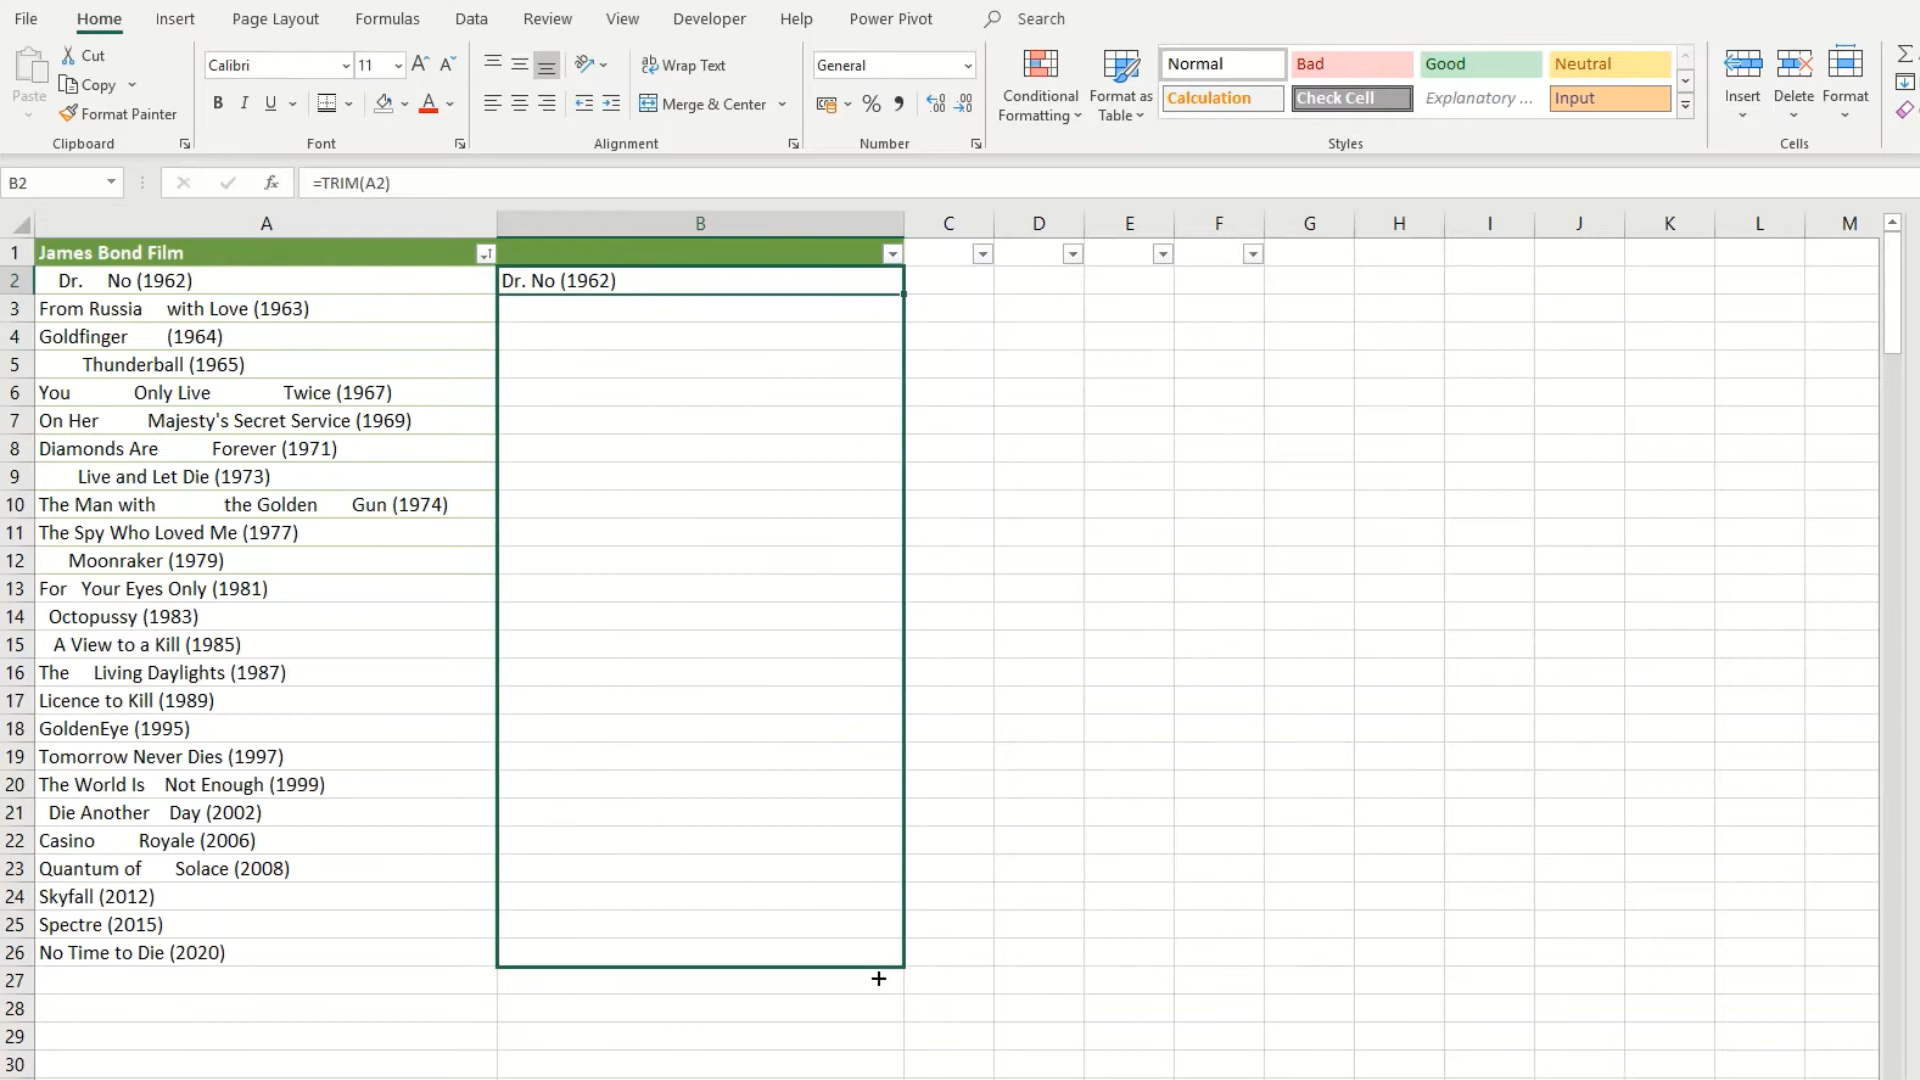 File Home Insert Page Layout Formulas Data Review View Developer Help Power Pivot Search
Paste
Cut
Copy
Format Painter
Clipboard
Calibri 11 A A
B I U A
Font
Wrap Text
Merge & Center
Alignment
General
% ,
Number
Conditional Formatting
Format as Table
Normal Bad Good Neutral
Calculation Check Cell Explanatory ... Input
Styles
Insert Delete Format
Cells
B2 fx =TRIM(A2)
A B C D E F G H I J K L M
1 James Bond Film
2 Dr. No (1962) Dr. No (1962)
3 From Russia with Love (1963)
4 Goldfinger (1964)
5 Thunderball (1965)
6 You Only Live Twice (1967)
7 On Her Majesty's Secret Service (1969)
8 Diamonds Are Forever (1971)
9 Live and Let Die (1973)
10 The Man with the Golden Gun (1974)
11 The Spy Who Loved Me (1977)
12 Moonraker (1979)
13 For Your Eyes Only (1981)
14 Octopussy (1983)
15 A View to a Kill (1985)
16 The Living Daylights (1987)
17 Licence to Kill (1989)
18 GoldenEye (1995)
19 Tomorrow Never Dies (1997)
20 The World Is Not Enough (1999)
21 Die Another Day (2002)
22 Casino Royale (2006)
23 Quantum of Solace (2008)
24 Skyfall (2012)
25 Spectre (2015)
26 No Time to Die (2020)
27
28
29
30